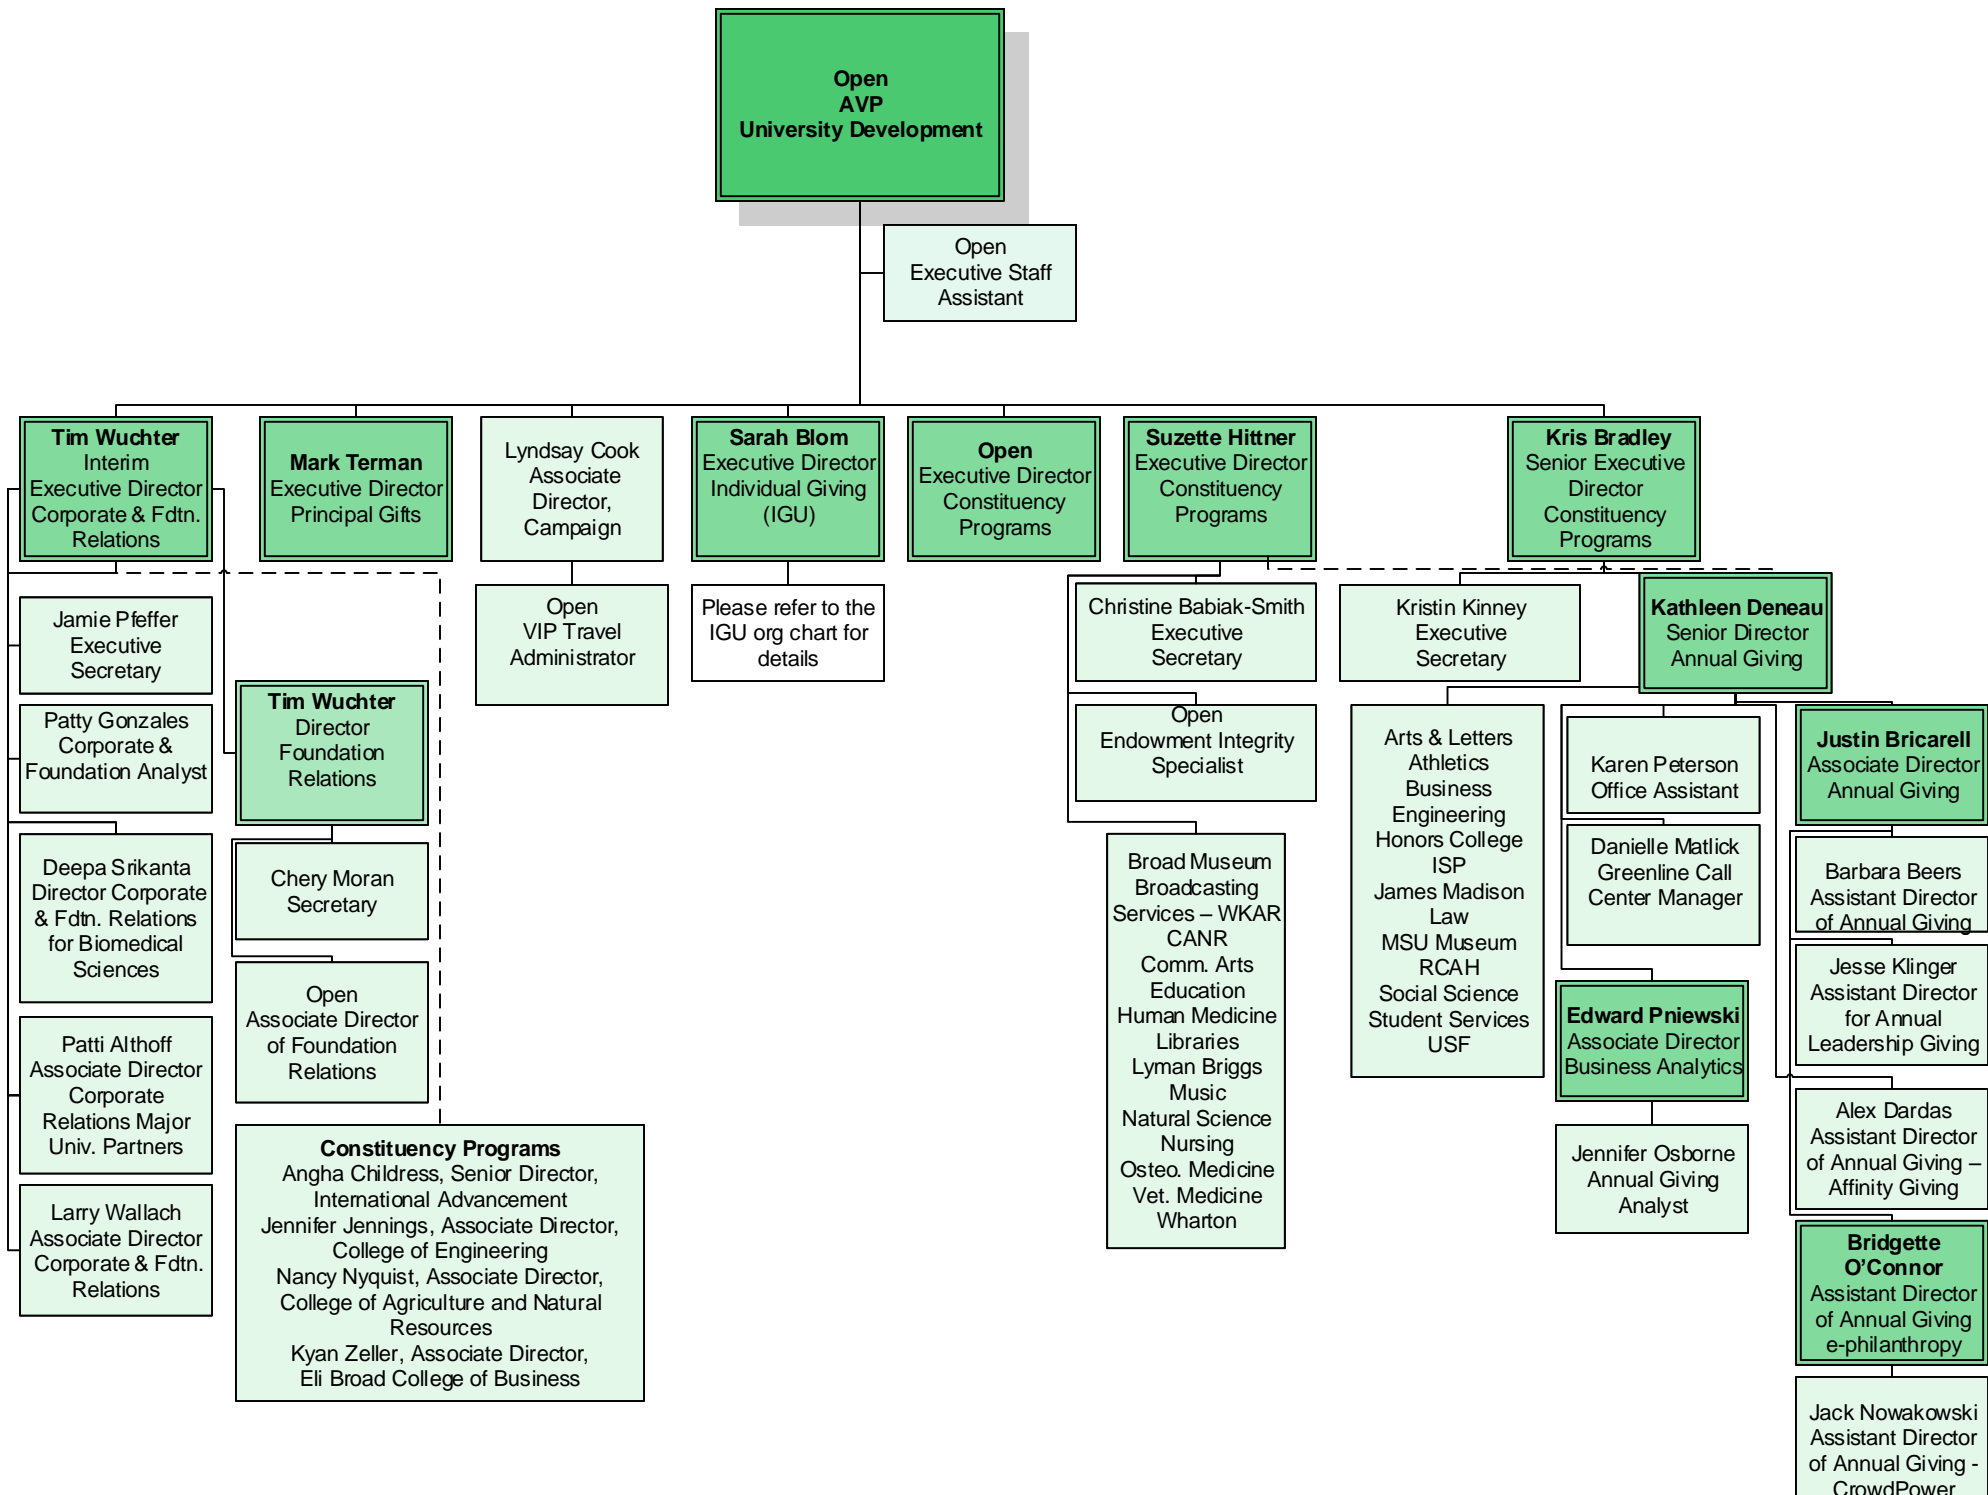 Open
AVP
University Development
Open
Executive Staff
Assistant
Tim Wuchter
Interim
Executive Director
Corporate & Fdtn.
Relations
Mark Terman
Executive Director
Principal Gifts
Lyndsay Cook
Associate
Director,
Campaign
Sarah Blom
Executive Director
Individual Giving
(IGU)
Open
Executive Director
Constituency
Programs
Suzette Hittner
Executive Director
Constituency
Programs
Kris Bradley
Senior Executive
Director
Constituency
Programs
Jamie Pfeffer
Executive
Secretary
Patty Gonzales
Corporate &
Foundation Analyst
Deepa Srikanta
Director Corporate
& Fdtn. Relations
for Biomedical
Sciences
Patti Althoff
Associate Director
Corporate
Relations Major
Univ. Partners
Larry Wallach
Associate Director
Corporate & Fdtn.
Relations
Tim Wuchter
Director
Foundation
Relations
Chery Moran
Secretary
Open
Associate Director
of Foundation
Relations
Constituency Programs
Angha Childress, Senior Director,
International Advancement
Jennifer Jennings, Associate Director,
College of Engineering
Nancy Nyquist, Associate Director,
College of Agriculture and Natural
Resources
Kyan Zeller, Associate Director,
Eli Broad College of Business
Open
VIP Travel
Administrator
Please refer to the
IGU org chart for
details
Christine Babiak-Smith
Executive
Secretary
Open
Endowment Integrity
Specialist
Broad Museum
Broadcasting
Services – WKAR
CANR
Comm. Arts
Education
Human Medicine
Libraries
Lyman Briggs
Music
Natural Science
Nursing
Osteo. Medicine
Vet. Medicine
Wharton
Kristin Kinney
Executive
Secretary
Kathleen Deneau
Senior Director
Annual Giving
Arts & Letters
Athletics
Business
Engineering
Honors College
ISP
James Madison
Law
MSU Museum
RCAH
Social Science
Student Services
USF
Karen Peterson
Office Assistant
Danielle Matlick
Greenline Call
Center Manager
Edward Pniewski
Associate Director
Business Analytics
Jennifer Osborne
Annual Giving
Analyst
Justin Bricarell
Associate Director
Annual Giving
Barbara Beers
Assistant Director
of Annual Giving
Jesse Klinger
Assistant Director
for Annual
Leadership Giving
Alex Dardas
Assistant Director
of Annual Giving –
Affinity Giving
Bridgette
O’Connor
Assistant Director
of Annual Giving
e-philanthropy
Jack Nowakowski
Assistant Director
of Annual Giving -
CrowdPower